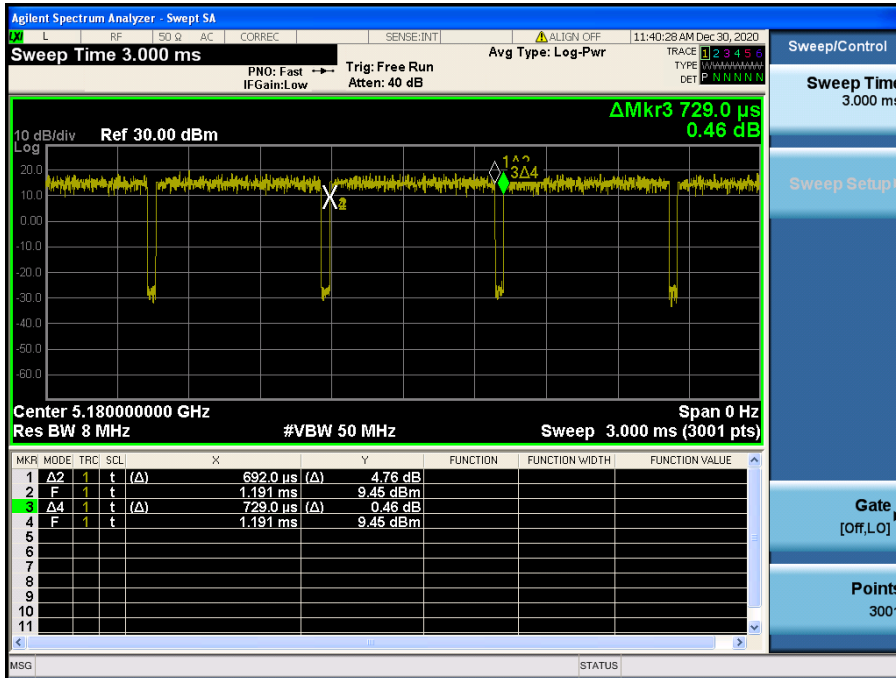 Agilent Spectrum Analyzer - Swept SA
LXI L RF 50 Ω AC CORREC SENSE:INT ALIGN OFF 11:40:28 AM Dec 30, 2020
Sweep Time 3.000 ms
PNO: Fast
IFGain:Low
Trig: Free Run
Atten: 40 dB
Avg Type: Log-Pwr
TRACE 1 2 3 4 5 6
TYPE WWWWWW
DET P N N N N N
ΔMkr3 729.0 µs
0.46 dB
10 dB/div Ref 30.00 dBm
Log
20.0
10.0
0.00
-10.0
-20.0
-30.0
-40.0
-50.0
-60.0
3Δ4
Center 5.180000000 GHz Span 0 Hz
Res BW 8 MHz #VBW 50 MHz Sweep 3.000 ms (3001 pts)
MKR MODE TRC SCL X Y FUNCTION FUNCTION WIDTH FUNCTION VALUE
1 Δ2 1 t (Δ) 692.0 µs (Δ) 4.76 dB
2 F 1 t 1.191 ms 9.45 dBm
3 Δ4 1 t (Δ) 729.0 µs (Δ) 0.46 dB
4 F 1 t 1.191 ms 9.45 dBm
5
6
7
8
9
10
11
MSG STATUS
Sweep/Control
Sweep Time
3.000 ms
Sweep Setup
Gate
[Off,LO]
Points
3001